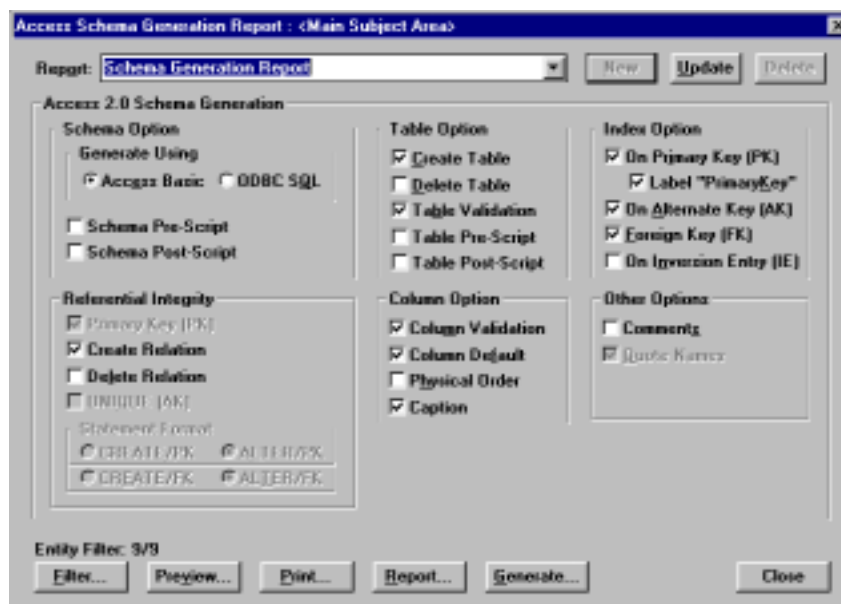 Access Schema Generation Report : <Main Subject Area>
Report: Schema Generation Report New Update Delete
Access 2.0 Schema Generation
Schema Option
Generate Using
Access Basic ODBC SQL
Schema Pre-Script
Schema Post-Script
Table Option
Create Table
Delete Table
Table Validation
Table Pre-Script
Table Post-Script
Index Option
On Primary Key (PK)
Label "PrimaryKey"
On Alternate Key (AK)
Foreign Key (FK)
On Inversion Entry (IE)
Referential Integrity
Primary Key (PK)
Create Relation
Delete Relation
UNIQUE (AK)
Statement Format
CREATE/PK ALTER/PK
CREATE/FK ALTER/FK
Column Option
Column Validation
Column Default
Physical Order
Caption
Other Options
Comments
Quote Names
Entity Filter: 9/9
Filter... Preview... Print... Report... Generate... Close